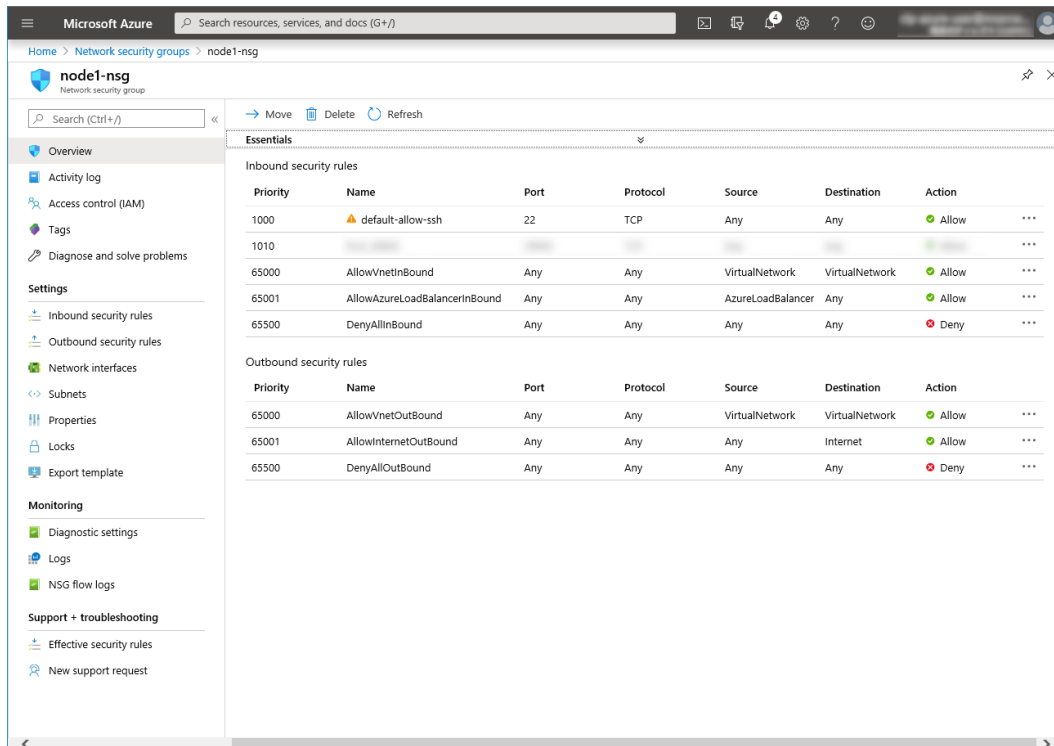 Microsoft Azure
Search resources, services, and docs (G+/)
4
Home > Network security groups > node1-nsg
node1-nsg
Network security group
Search (Ctrl+/)
«
Overview
Activity log
Access control (IAM)
Tags
Diagnose and solve problems
Settings
Inbound security rules
Outbound security rules
Network interfaces
Subnets
Properties
Locks
Export template
Monitoring
Diagnostic settings
Logs
NSG flow logs
Support + troubleshooting
Effective security rules
New support request
Move Delete Refresh
Essentials
Inbound security rules
Priority Name Port Protocol Source Destination Action
1000 default-allow-ssh 22 TCP Any Any Allow ...
1010 ...
65000 AllowVnetInBound Any Any VirtualNetwork VirtualNetwork Allow ...
65001 AllowAzureLoadBalancerInBound Any Any AzureLoadBalancer Any Allow ...
65500 DenyAllInBound Any Any Any Any Deny ...
Outbound security rules
Priority Name Port Protocol Source Destination Action
65000 AllowVnetOutBound Any Any VirtualNetwork VirtualNetwork Allow ...
65001 AllowInternetOutBound Any Any Any Internet Allow ...
65500 DenyAllOutBound Any Any Any Any Deny ...